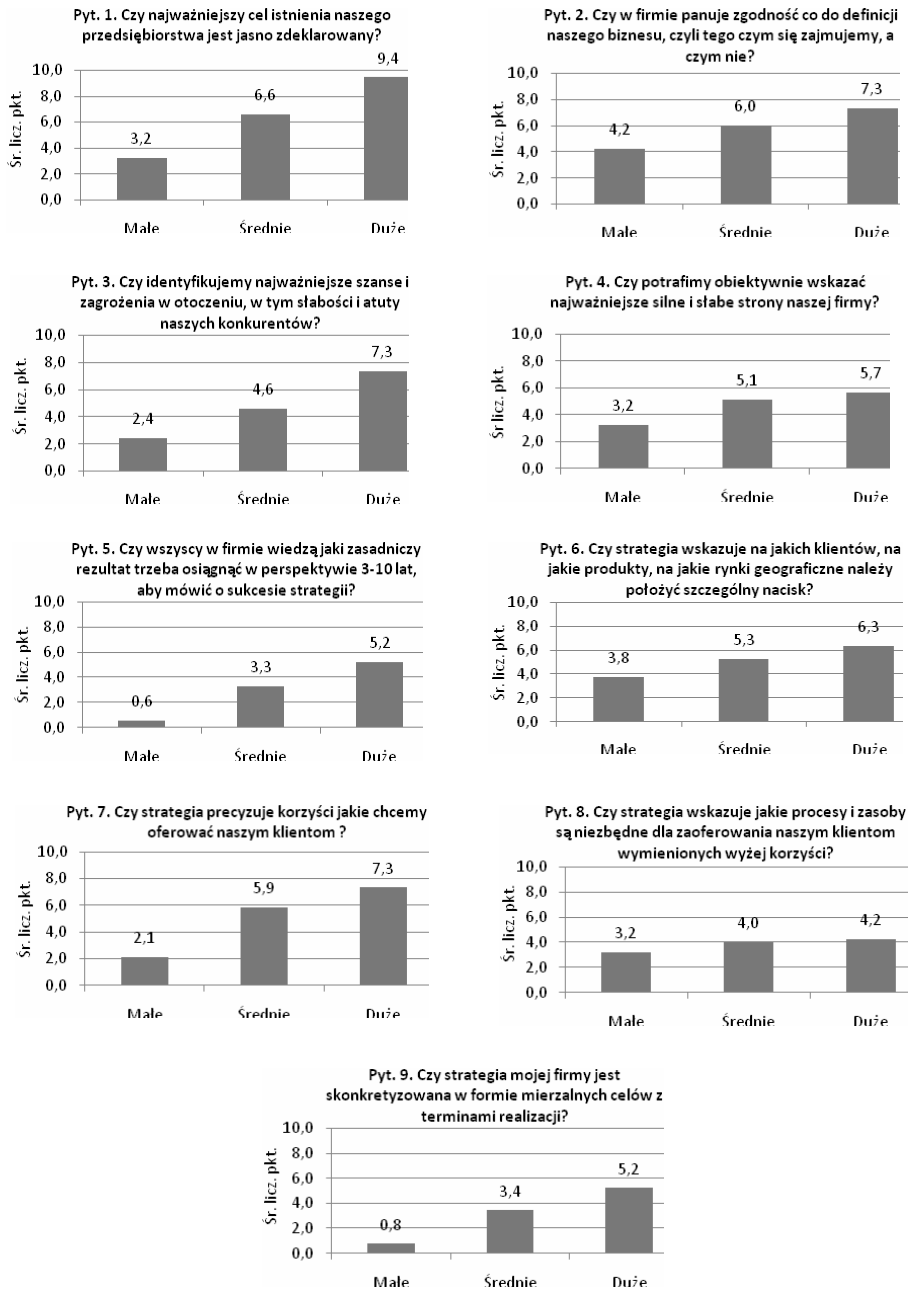 Pyt. 1. Czy najważniejszy cel istnienia naszego
przedsiębiorstwa jest jasno zdeklarowany?
Śr. licz. pkt.
10,0
8,0
6,0
4,0
2,0
0,0
3,2
6,6
9,4
Małe
Średnie
Duże
Pyt. 2. Czy w firmie panuje zgodność co do definicji
naszego biznesu, czyli tego czym się zajmujemy, a
czym nie?
Śr. licz. pkt.
10,0
8,0
6,0
4,0
2,0
0,0
4,2
6,0
7,3
Małe
Średnie
Duże
Pyt. 3. Czy identyfikujemy najważniejsze szanse i
zagrożenia w otoczeniu, w tym słabości i atuty
naszych konkurentów?
Śr. licz. pkt.
10,0
8,0
6,0
4,0
2,0
0,0
2,4
4,6
7,3
Małe
Średnie
Duże
Pyt. 4. Czy potrafimy obiektywnie wskazać
najważniejsze silne i słabe strony naszej firmy?
Śr licz. pkt.
10,0
8,0
6,0
4,0
2,0
0,0
3,2
5,1
5,7
Małe
Średnie
Duże
Pyt. 5. Czy wszyscy w firmie wiedzą jaki zasadniczy
rezultat trzeba osiągnąć w perspektywie 3-10 lat,
aby mówić o sukcesie strategii?
Śr. licz. pkt.
10,0
8,0
6,0
4,0
2,0
0,0
0,6
3,3
5,2
Małe
Średnie
Duże
Pyt. 6. Czy strategia wskazuje na jakich klientów, na
jakie produkty, na jakie rynki geograficzne należy
położyć szczególny nacisk?
Śr. licz. pkt.
10,0
8,0
6,0
4,0
2,0
0,0
3,8
5,3
6,3
Małe
Średnie
Duże
Pyt. 7. Czy strategia precyzuje korzyści jakie chcemy
oferować naszym klientom ?
Śr. licz. pkt.
10,0
8,0
6,0
4,0
2,0
0,0
2,1
5,9
7,3
Małe
Średnie
Duże
Pyt. 8. Czy strategia wskazuje jakie procesy i zasoby
są niezbędne dla zaoferowania naszym klientom
wymienionych wyżej korzyści?
Śr. licz. pkt.
10,0
8,0
6,0
4,0
2,0
0,0
3,2
4,0
4,2
Małe
Średnie
Duże
Pyt. 9. Czy strategia mojej firmy jest
skonkretyzowana w formie mierzalnych celów z
terminami realizacji?
Śr. licz. pkt.
10,0
8,0
6,0
4,0
2,0
0,0
0,8
3,4
5,2
Małe
Średnie
Duże